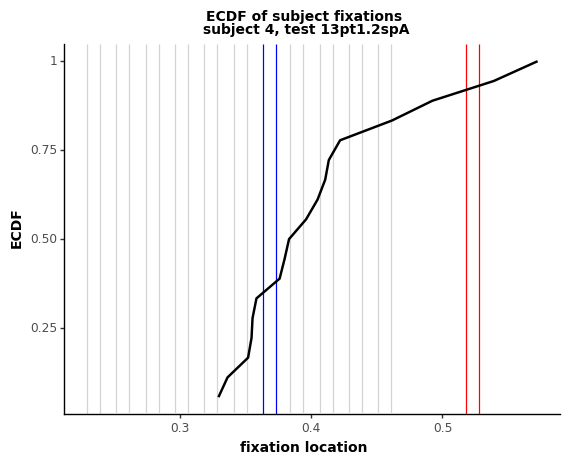 ECDF of subject fixations
subject 4, test 13pt1.2spA
1
0.75
0.50
0.25
ECDF
0.3 0.4 0.5
fixation location